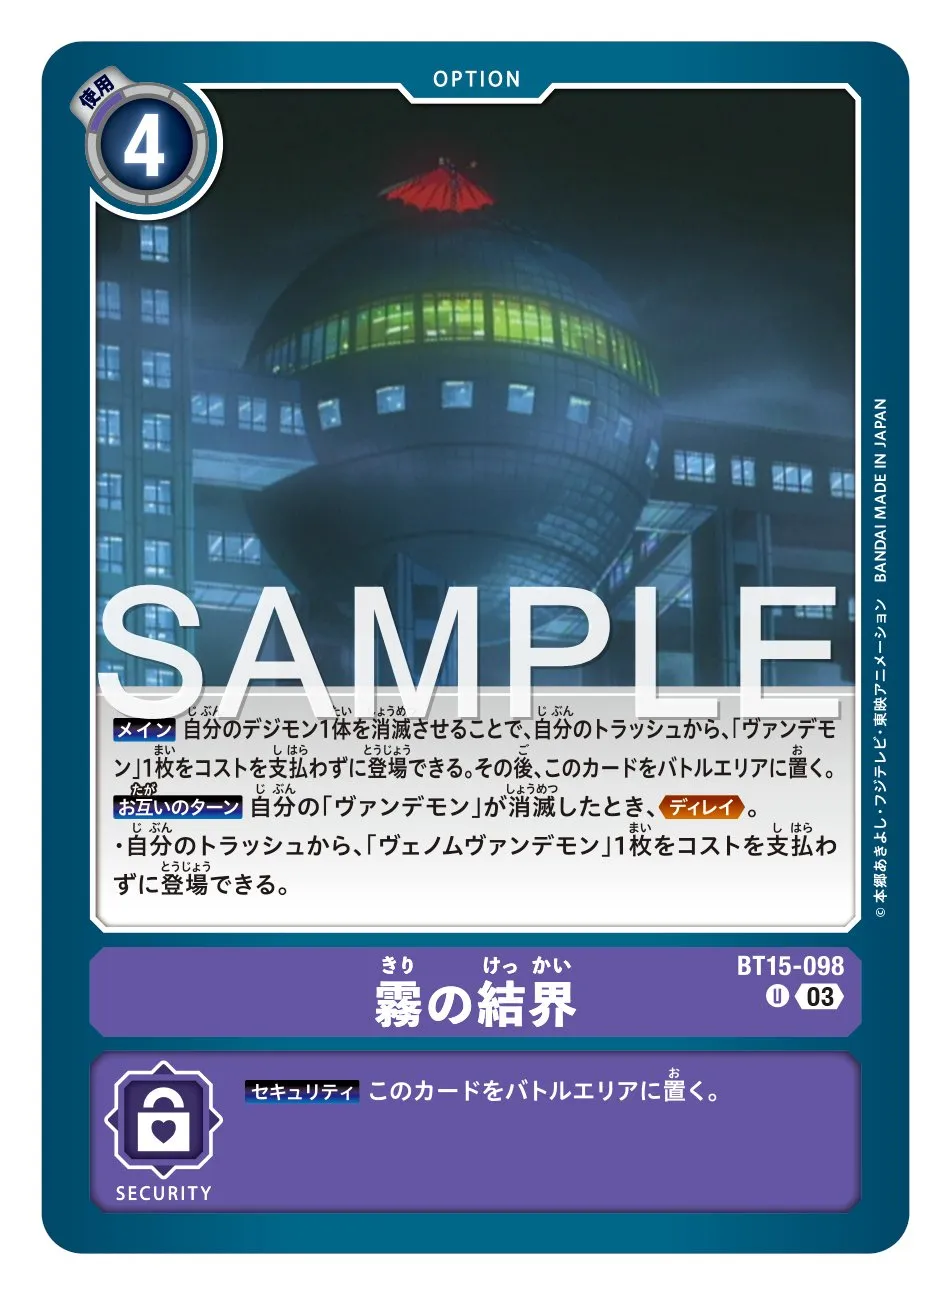 OPTION
使用
4
SAMPLE
メイン 自分のデジモン1体を消滅させることで、自分のトラッシュから、「ヴァンデモ
ン」1枚をコストを支払わずに登場できる。その後、このカードをバトルエリアに置く。
お互いのターン 自分の「ヴァンデモン」が消滅したとき、ディレイ。
・自分のトラッシュから、「ヴェノムヴァンデモン」1枚をコストを支払わ
ずに登場できる。
©本郷あきよし・フジテレビ・東映アニメーション BANDAI MADE IN JAPAN
きり けっ かい
霧の結界
BT15-098
U 03
セキュリティ このカードをバトルエリアに置く。
SECURITY